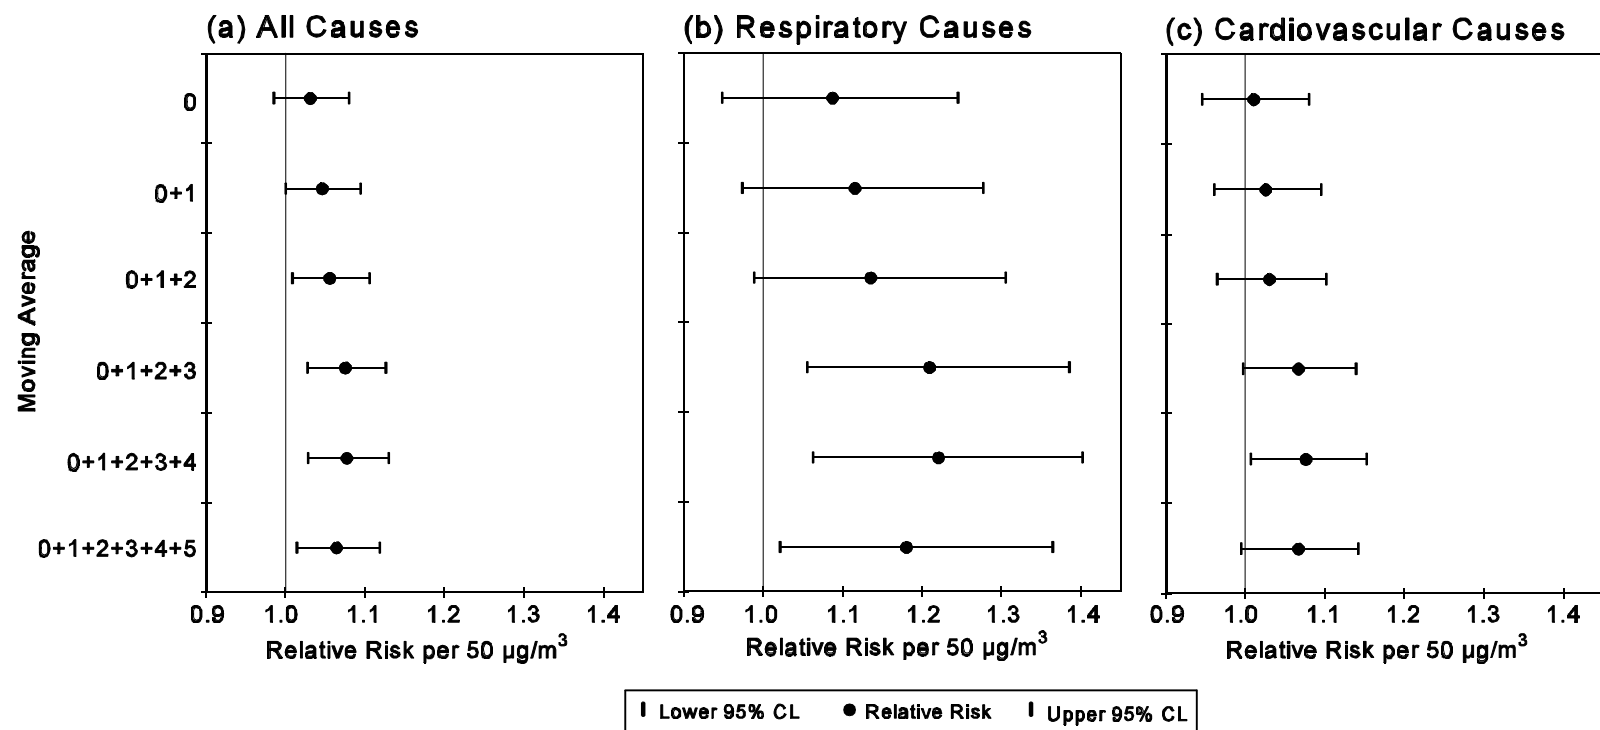 (a) All Causes
(b) Respiratory Causes
(c) Cardiovascular Causes
Moving Average
0
0+1
0+1+2
0+1+2+3
0+1+2+3+4
0+1+2+3+4+5
0.9 1.0 1.1 1.2 1.3 1.4
0.9 1.0 1.1 1.2 1.3 1.4
0.9 1.0 1.1 1.2 1.3 1.4
Relative Risk per 50 µg/m³
Relative Risk per 50 µg/m³
Relative Risk per 50 µg/m³
Lower 95% CL Relative Risk Upper 95% CL